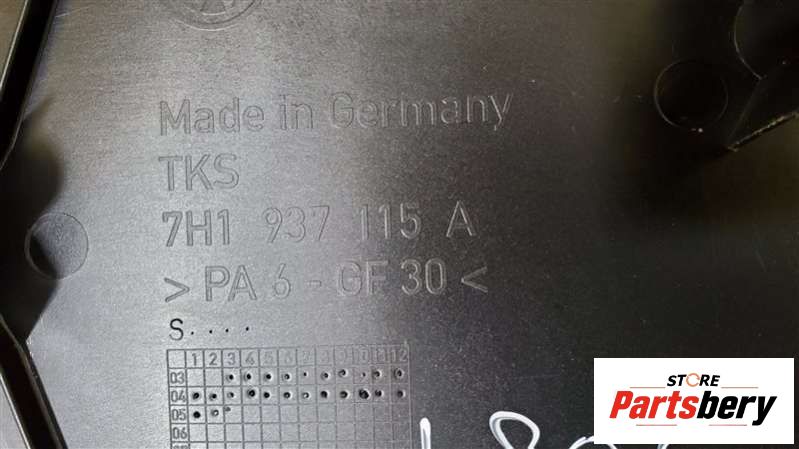 Made in Germany
TKS
7H1 937 115 A
> PA 6 - GF 30 <
S....
1 2 3 4 5 6 7 8 9 10 11 12
03
04
05
06
STORE
Partsbery